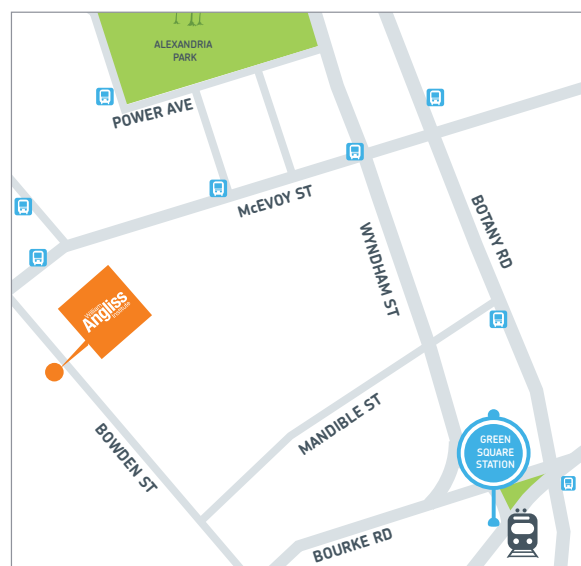 ALEXANDRIA
PARK
POWER AVE
McEVOY ST
WYNDHAM ST
BOTANY RD
William
Angliss
Institute
BOWDEN ST
MANDIBLE ST
GREEN
SQUARE
STATION
BOURKE RD